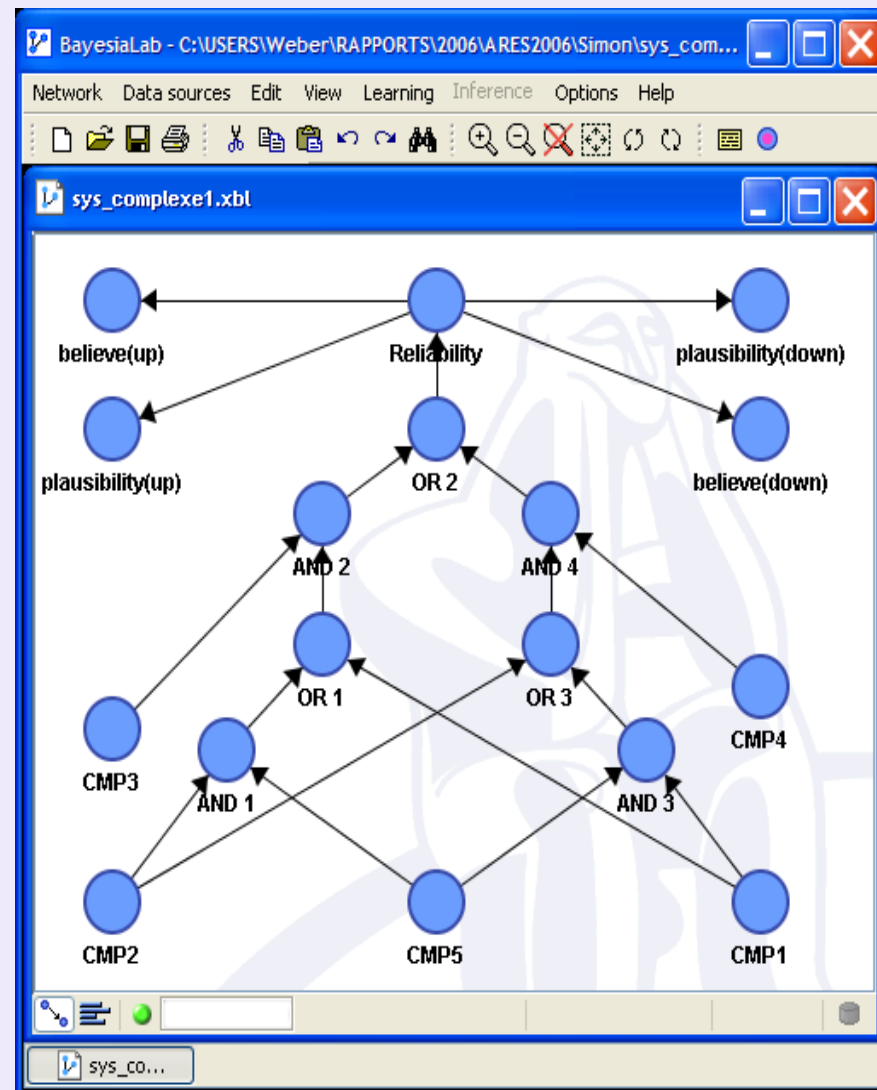 BayesiaLab - C:\USERS\Weber\RAPPORTS\2006\ARES2006\Simon\sys_com...
Network Data sources Edit View Learning Inference Options Help
sys_complexe1.xbl
believe(up) Reliability plausibility(down)
plausibility(up) OR 2 believe(down)
AND 2 AND 4
OR 1 OR 3
CMP4
CMP3
AND 1 AND 3
CMP2 CMP5 CMP1
sys_co...